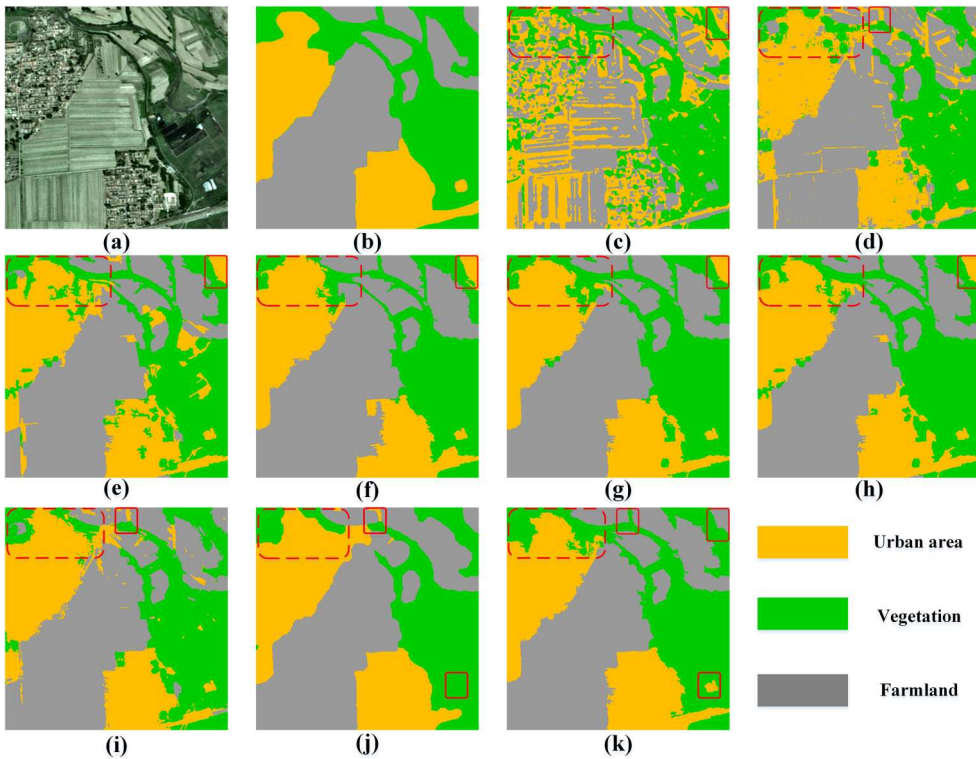 (a)
(b)
(c)
(d)
(e)
(f)
(g)
(h)
(i)
(j)
(k)
Urban area
Vegetation
Farmland